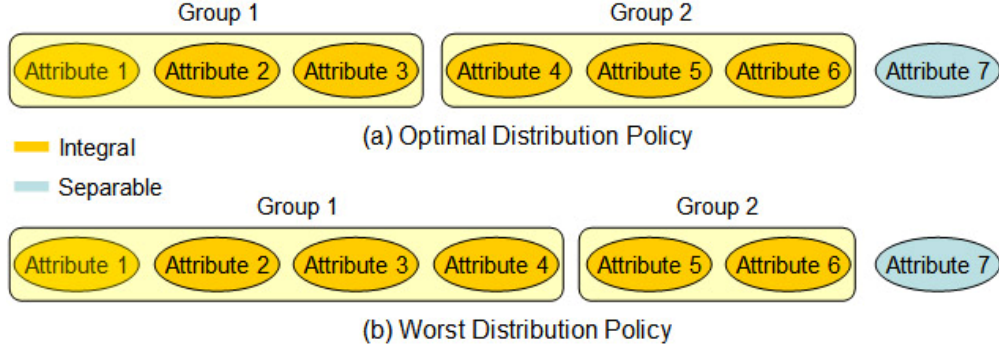 Group 1
Group 2
Attribute 1 Attribute 2 Attribute 3 Attribute 4 Attribute 5 Attribute 6 Attribute 7
(a) Optimal Distribution Policy
Integral
Separable
Group 1
Group 2
Attribute 1 Attribute 2 Attribute 3 Attribute 4 Attribute 5 Attribute 6 Attribute 7
(b) Worst Distribution Policy